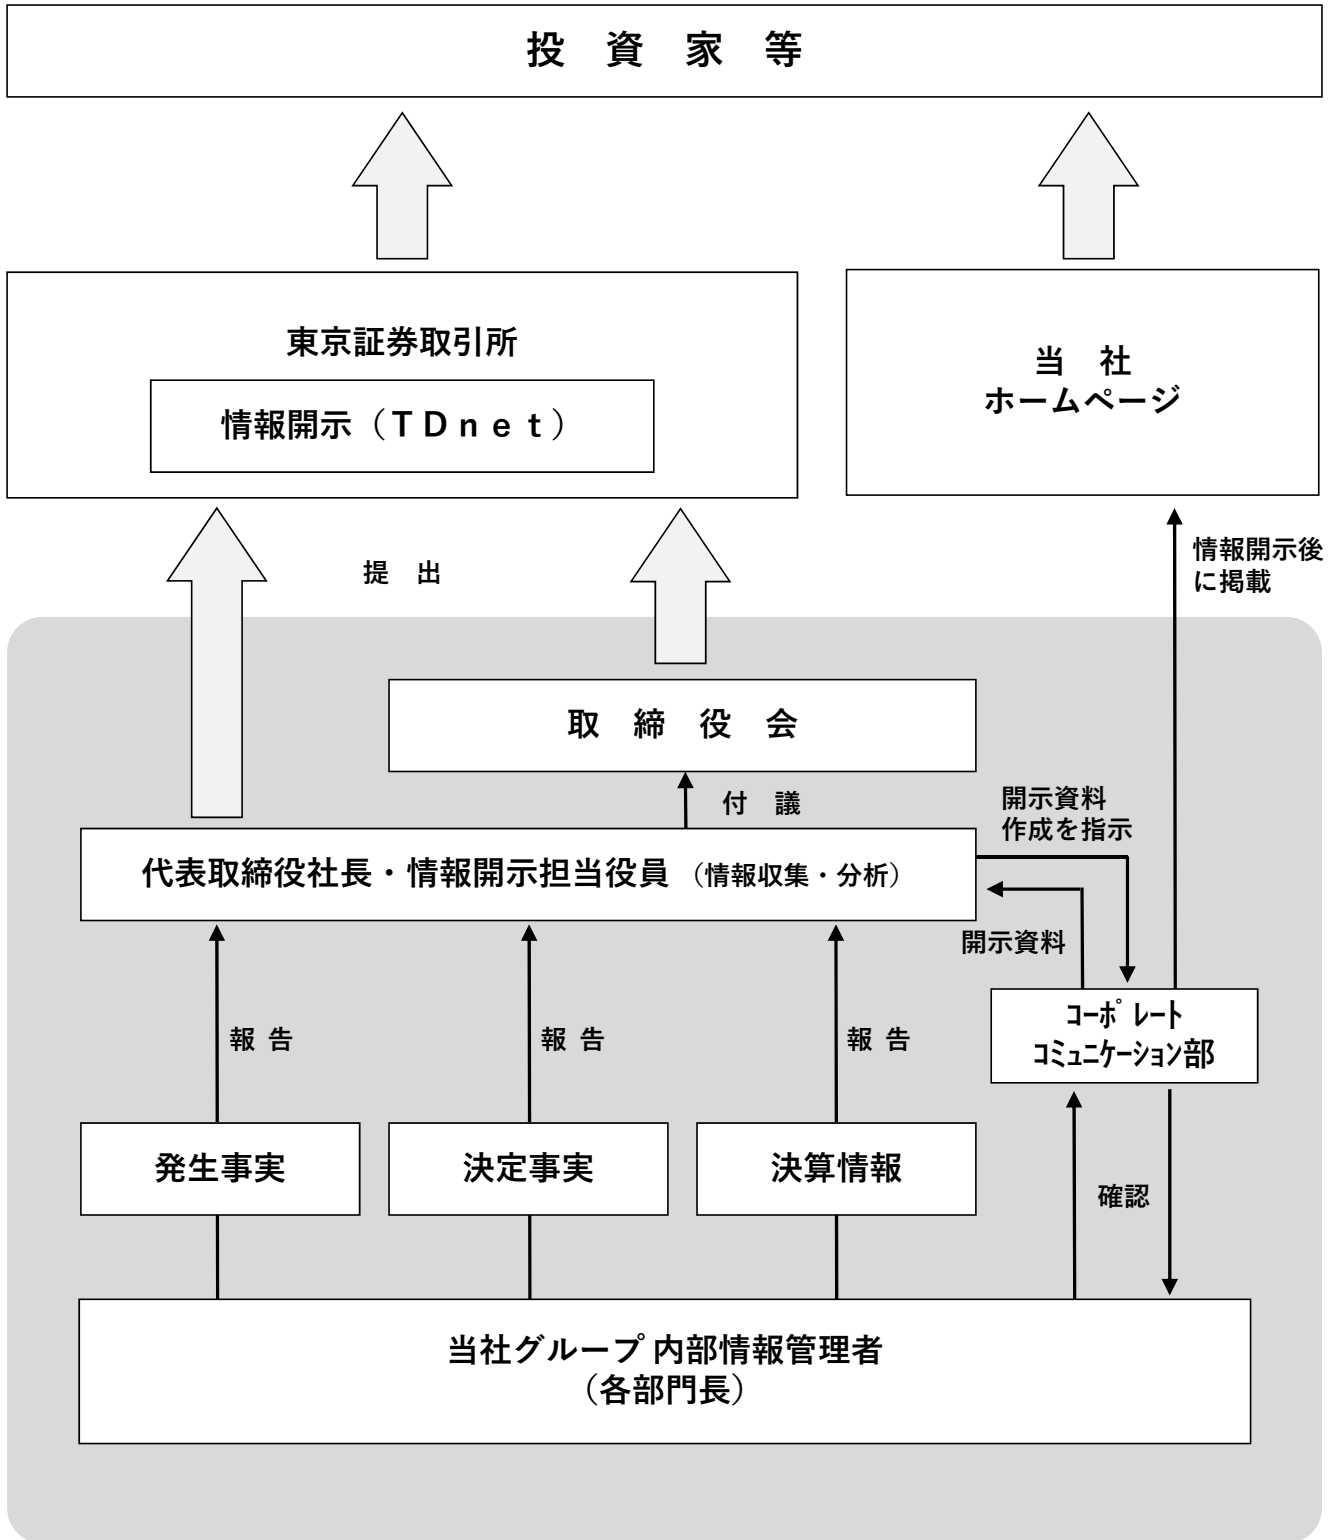 投　資　家　等
東京証券取引所
情報開示（ＴＤｎｅｔ）
当　社
ホームページ
提　出
情報開示後
に掲載
取　締　役　会
付　議
開示資料
作成を指示
代表取締役社長・情報開示担当役員 （情報収集・分析）
開示資料
報 告
報 告
報 告
ｺｰﾎﾟﾚｰﾄ
ｺﾐｭﾆｹｰｼｮﾝ部
発生事実
決定事実
決算情報
確認
当社グループ 内部情報管理者
（各部門長）